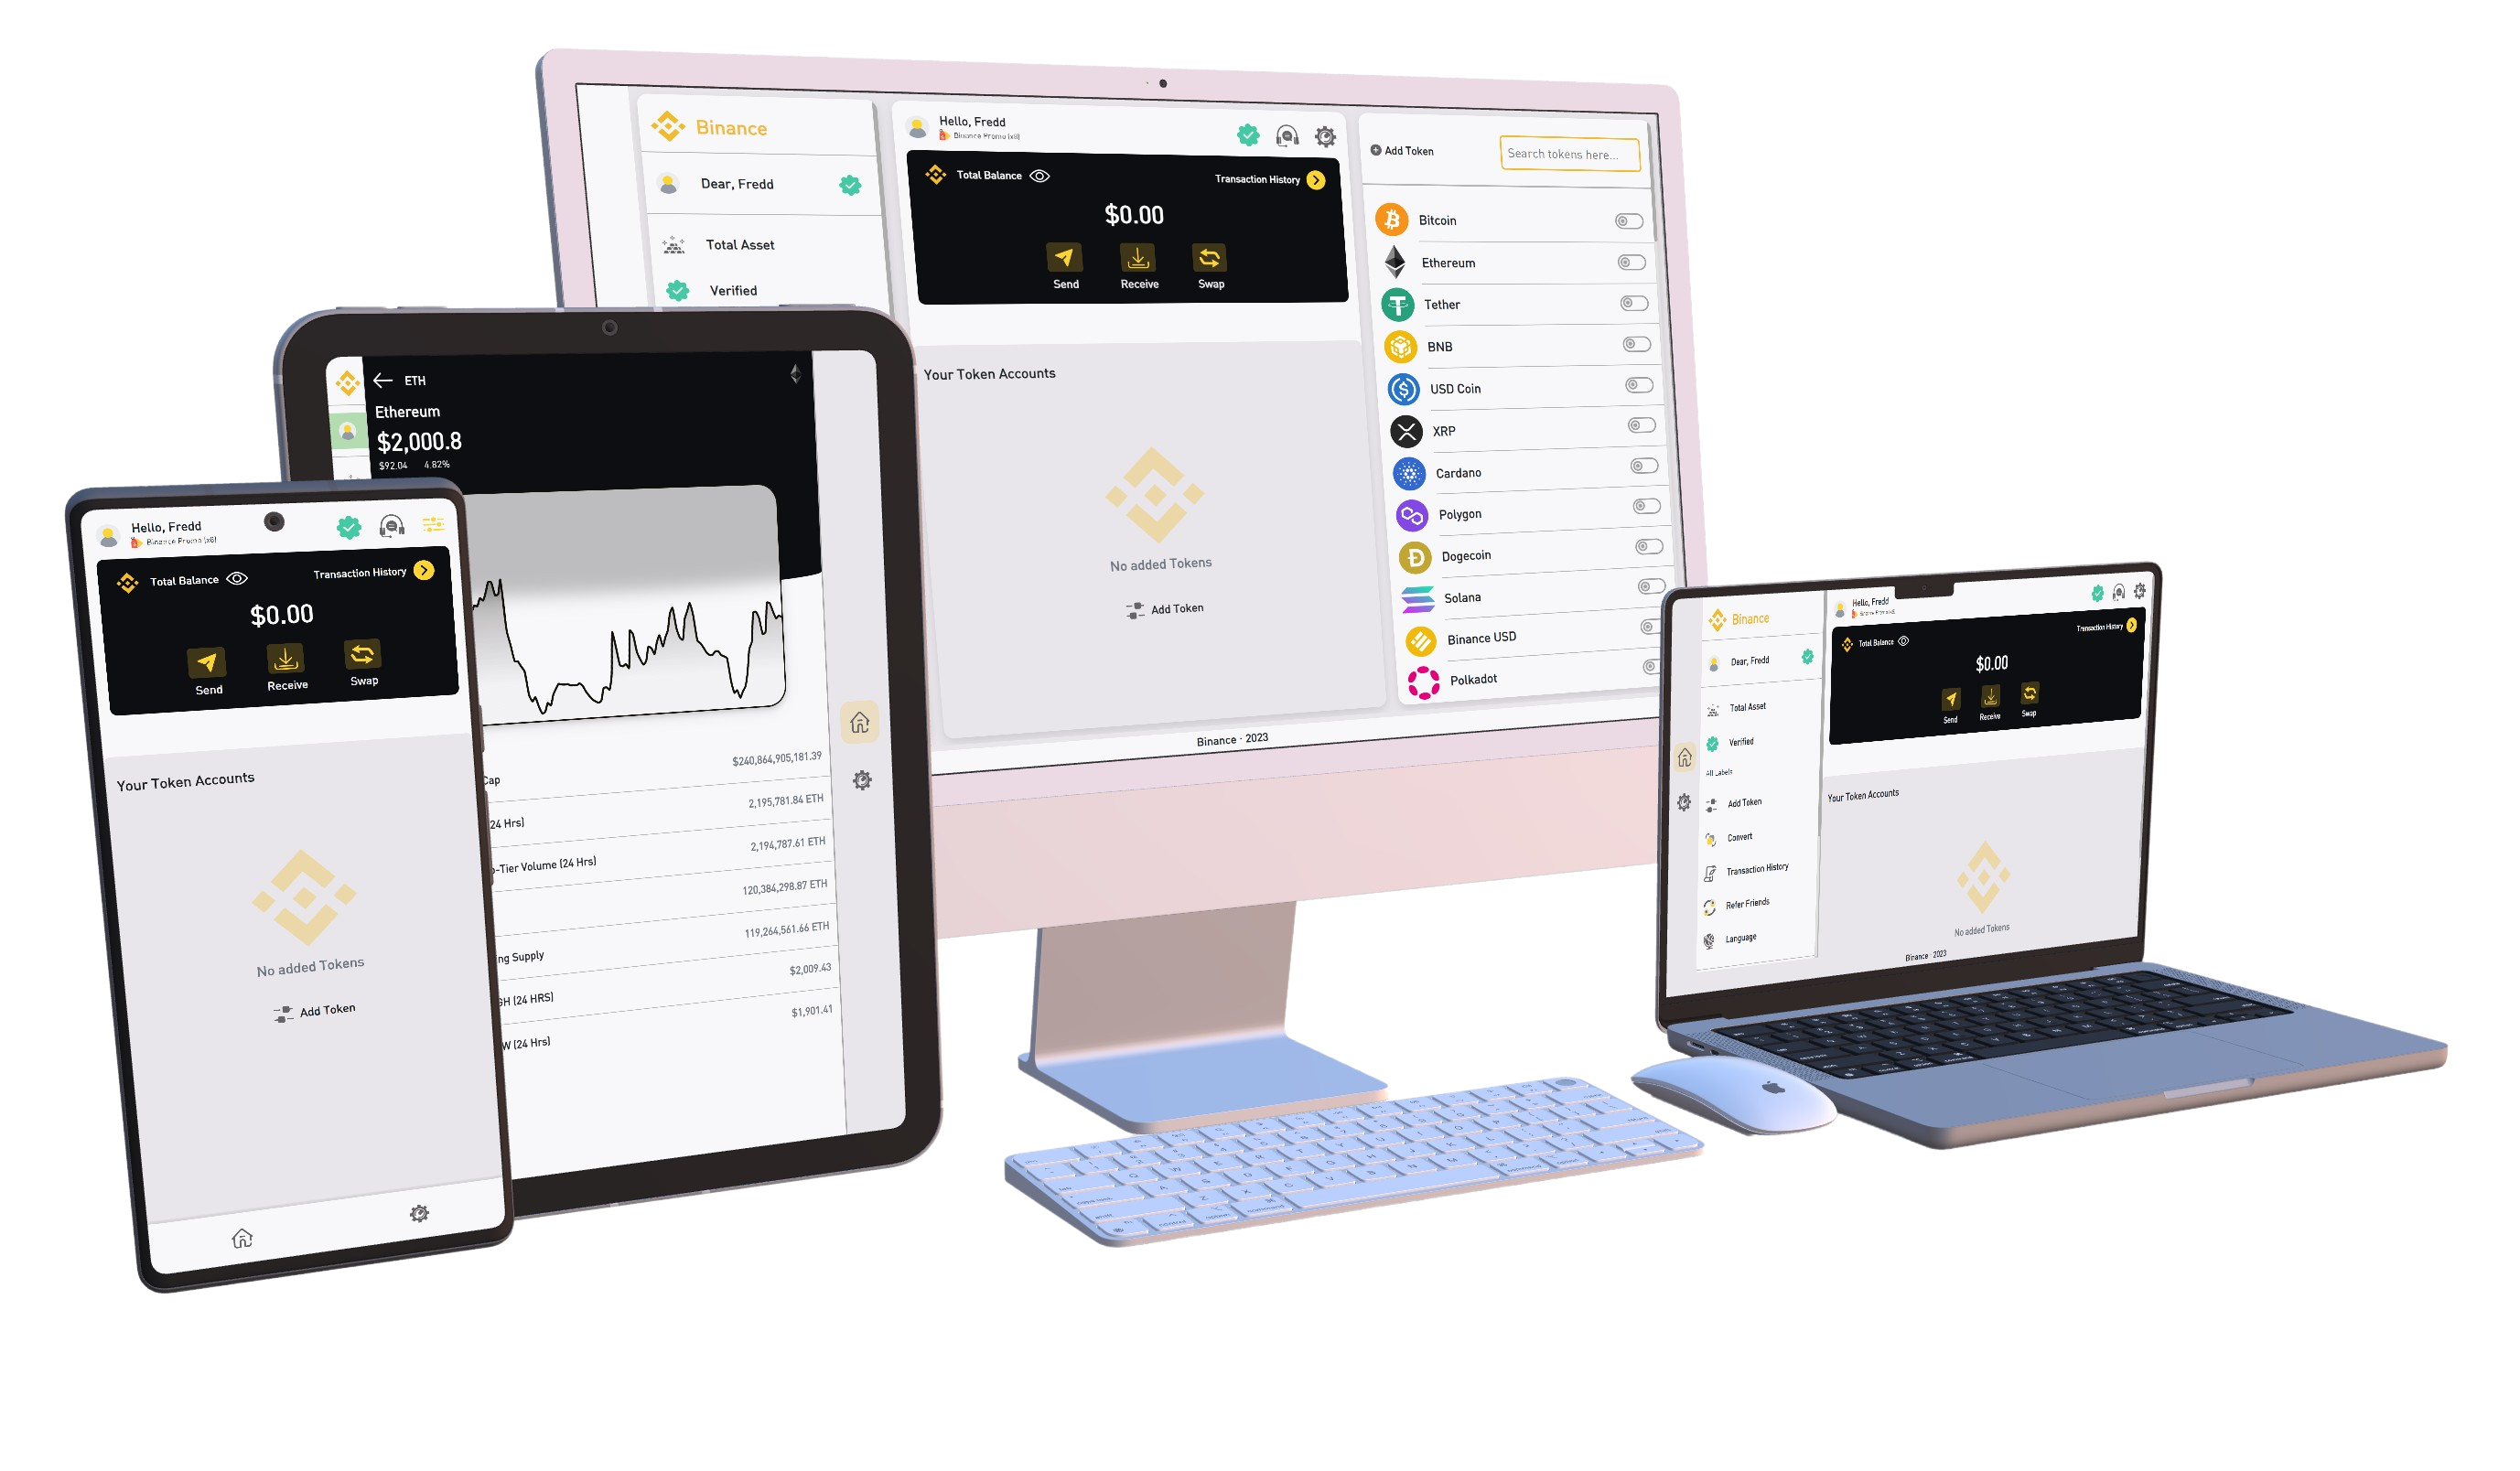 Binance
Dear, Fredd
Total Asset
Verified
Hello, Fredd
Binance Promo (x6)
Total Balance
Transaction History
$0.00
Send
Receive
Swap
Your Token Accounts
No added Tokens
Add Token
Binance · 2023
Add Token
Search tokens here...
Bitcoin
Ethereum
Tether
BNB
USD Coin
XRP
Cardano
Polygon
Dogecoin
Solana
Binance USD
Polkadot
ETH
Ethereum
$2,000.8
$92.04 4.82%
Cap $240,864,905,181.39
24 Hrs) 2,195,781.84 ETH
-Tier Volume (24 Hrs) 2,194,787.61 ETH
120,384,298.87 ETH
ng Supply 119,264,561.66 ETH
GH (24 HRS) $2,009.43
W (24 Hrs) $1,901.41
Hello, Fredd
Binance Promo (x6)
Total Balance
Transaction History
$0.00
Send
Receive
Swap
Your Token Accounts
No added Tokens
Add Token
Binance
Dear, Fredd
Total Asset
Verified
All Labels
Add Token
Convert
Transaction History
Refer Friends
Language
Hello, Fredd
Total Balance
Transaction History
$0.00
Send
Receive
Swap
Your Token Accounts
No added Tokens
Binance · 2023